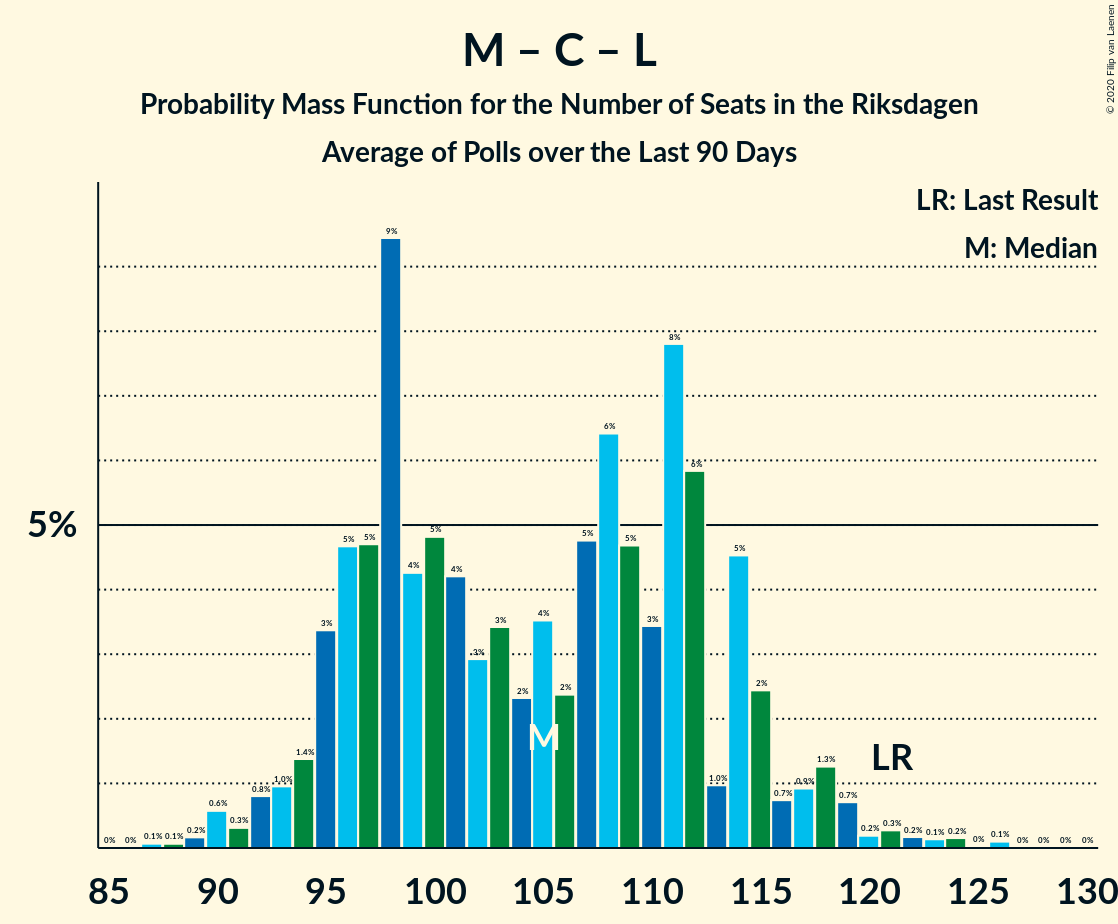 M – C – L
Probability Mass Function for the Number of Seats in the Riksdagen
Average of Polls over the Last 90 Days
© 2020 Filip van Laenen
LR: Last Result
M: Median
5%
0% 0% 0.1% 0.1% 0.2% 0.6% 0.3% 0.8% 1.0% 1.4% 3% 5% 5% 9% 4% 5% 4% 3% 3% 2% 4% 2% 5% 6% 5% 3% 8% 6% 1.0% 5% 2% 0.7% 0.9% 1.3% 0.7% 0.2% 0.3% 0.2% 0.1% 0.2% 0% 0.1% 0% 0% 0% 0%
M
LR
85 90 95 100 105 110 115 120 125 130